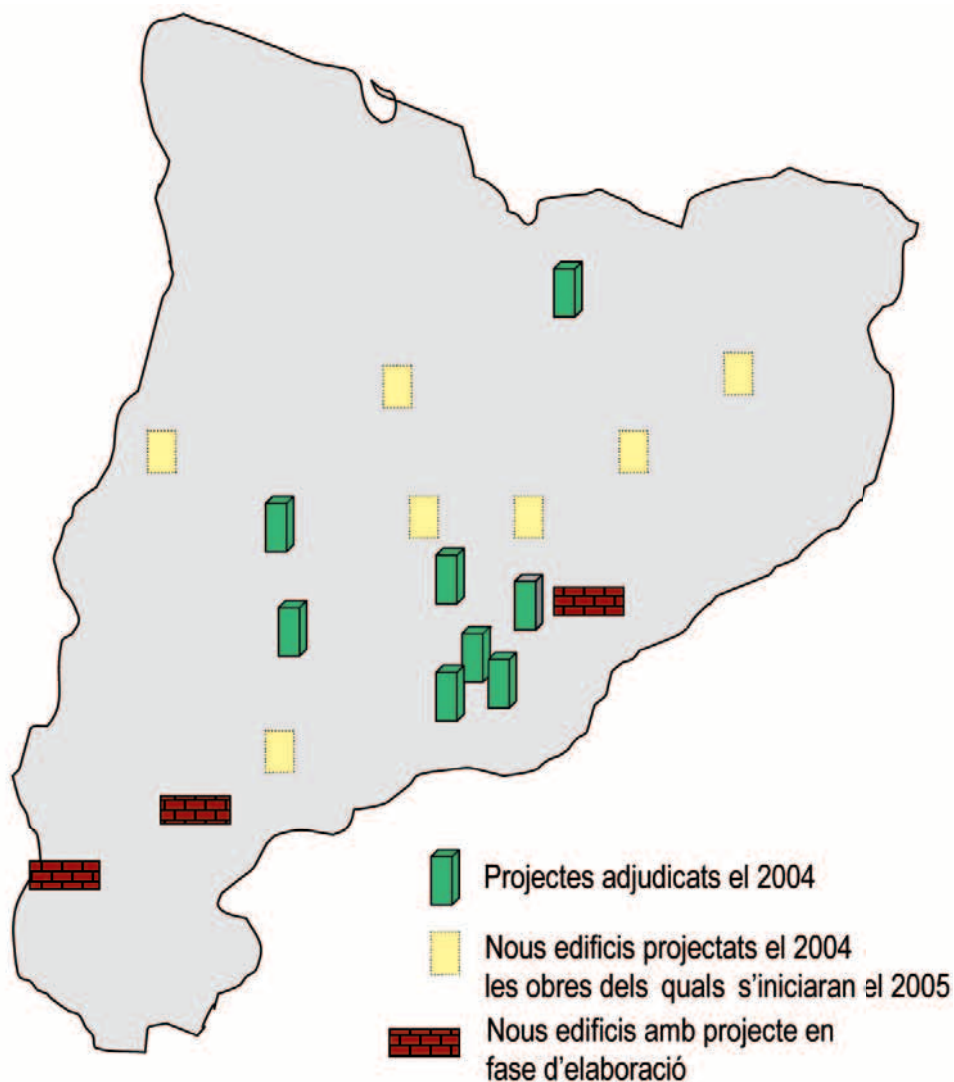 Projectes adjudicats el 2004
Nous edificis projectats el 2004
les obres dels quals s'iniciaran el 2005
Nous edificis amb projecte en
fase d'elaboració